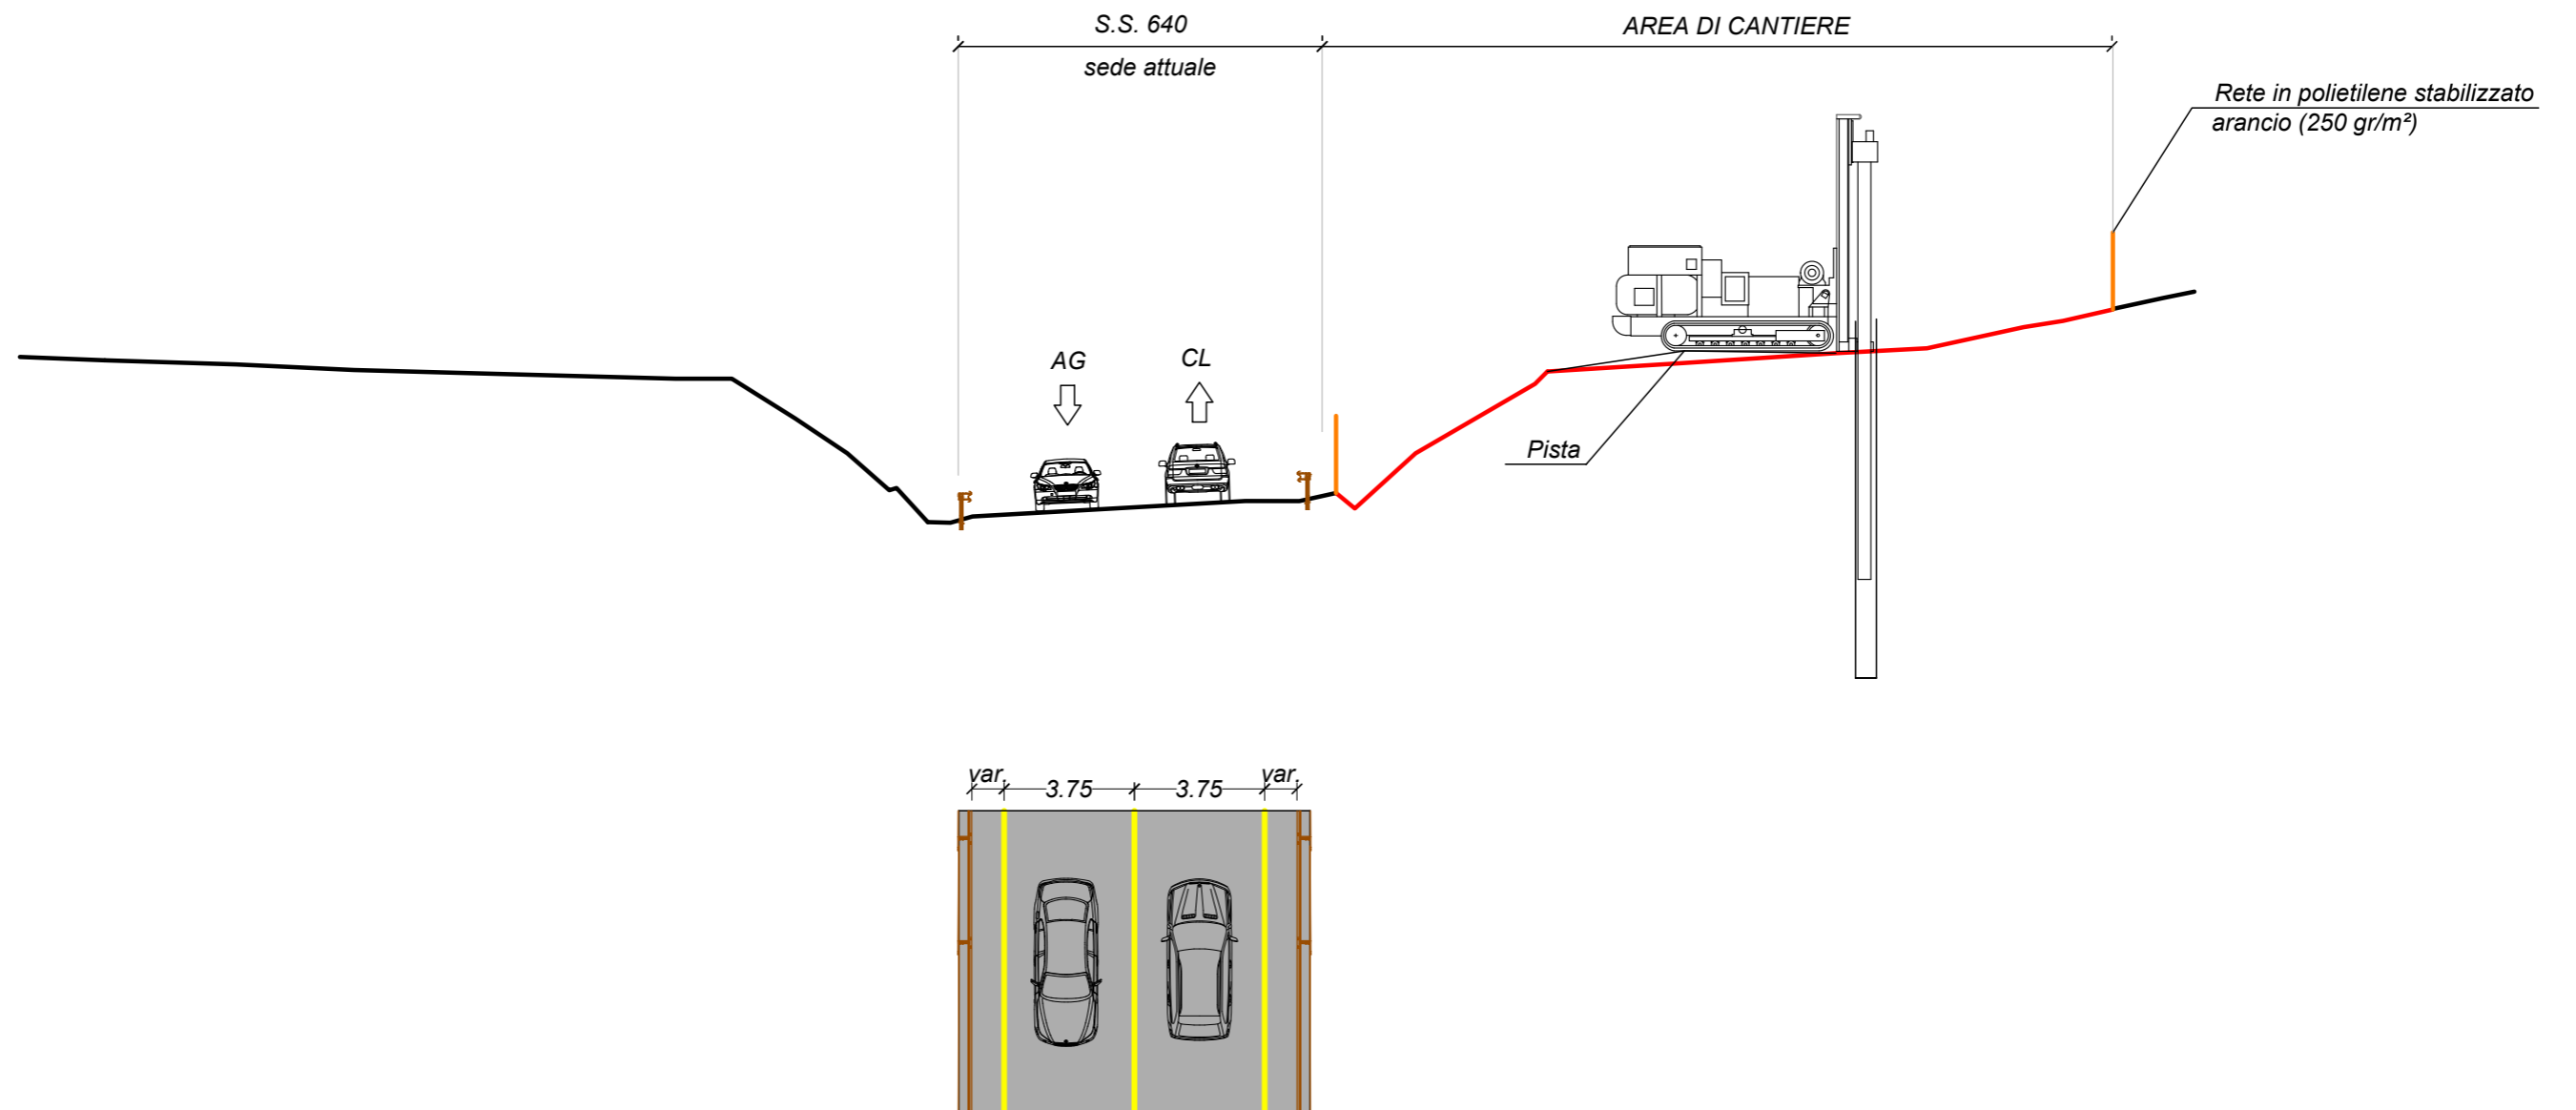 S.S. 640
sede attuale
AREA DI CANTIERE
Rete in polietilene stabilizzato
arancio (250 gr/m²)
AG
CL
Pista
var.
3.75
3.75
var.